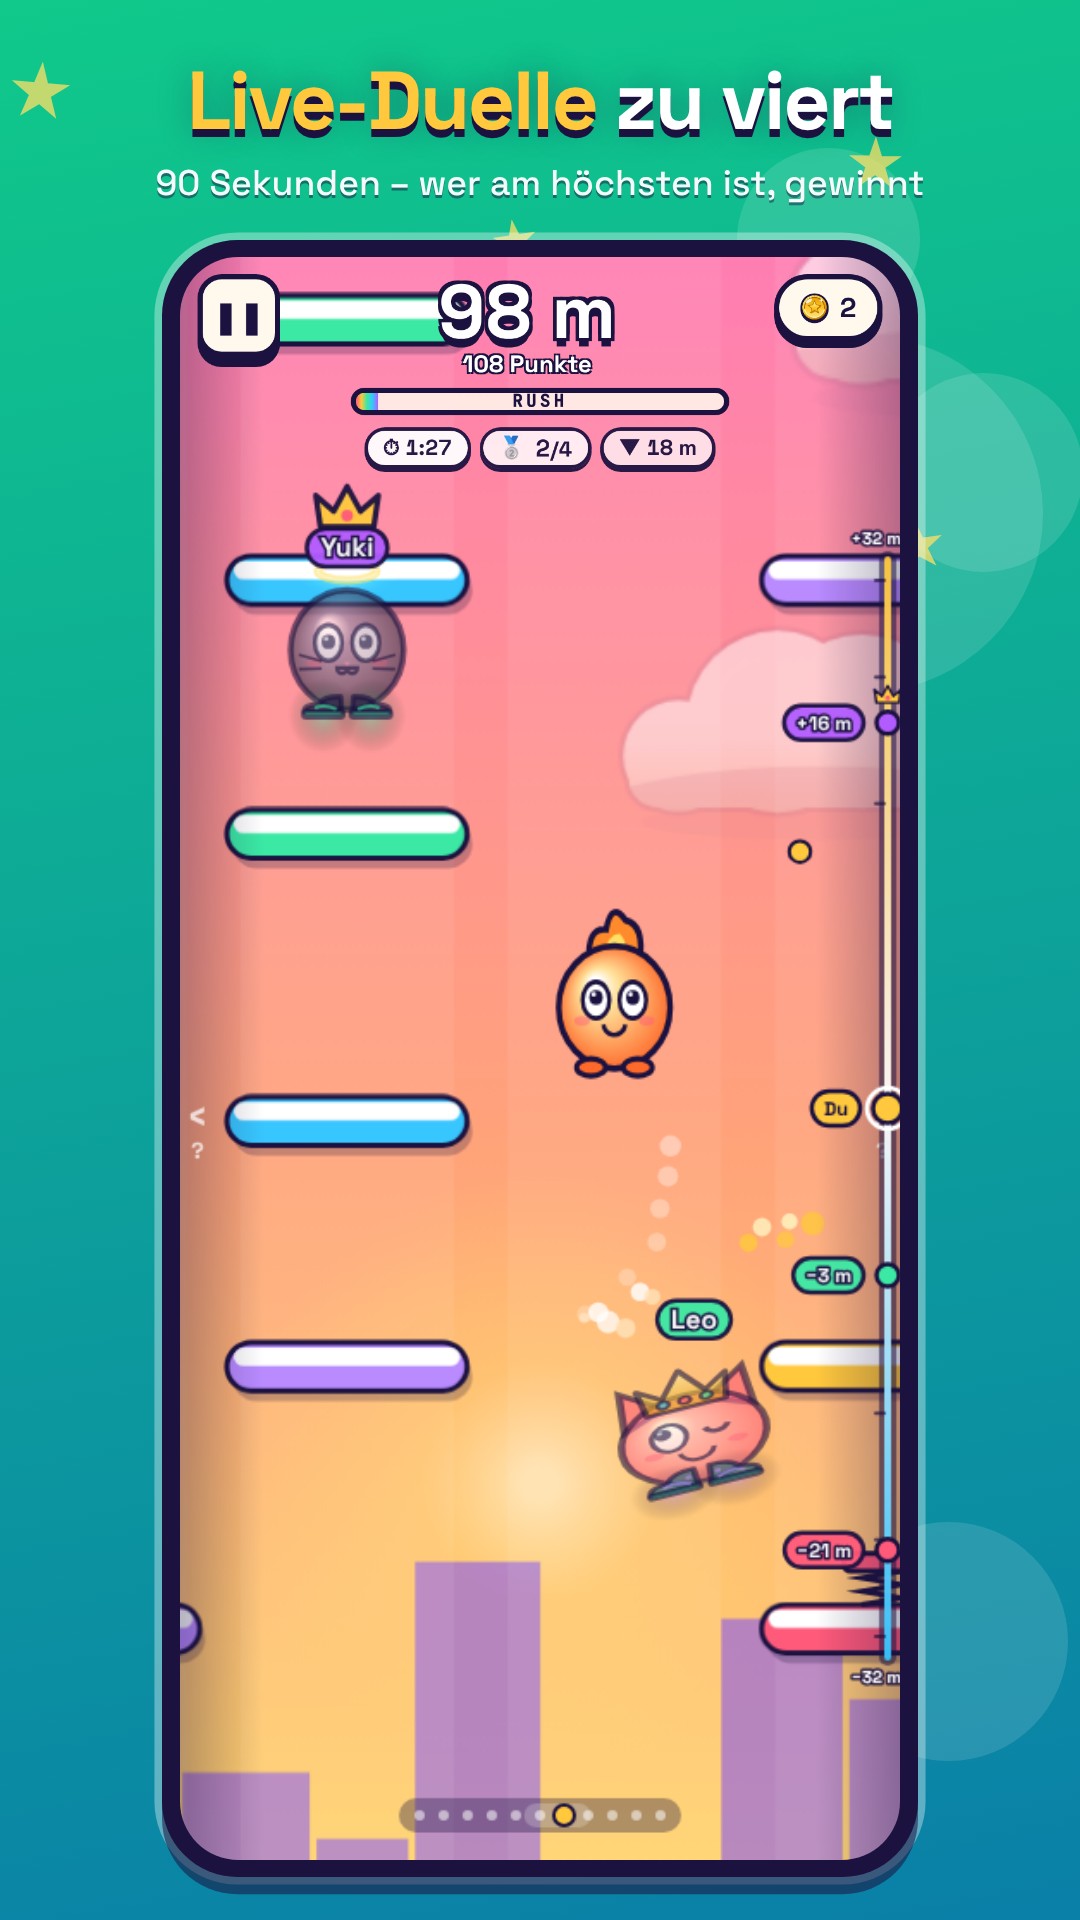 Live-Duelle zu viert
90 Sekunden – wer am höchsten ist, gewinnt
98 m
2
108 Punkte
RUSH
1:27
2/4
▼ 18 m
Yuki
+32 m
+16 m
<
?
Du
-3 m
Leo
-21 m
-32 m